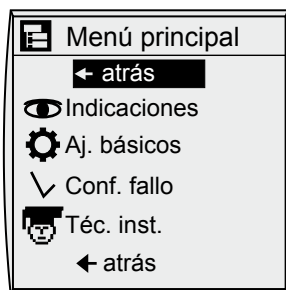 Menú principal
← atrás
Indicaciones
Aj. básicos
Conf. fallo
Téc. inst.
← atrás